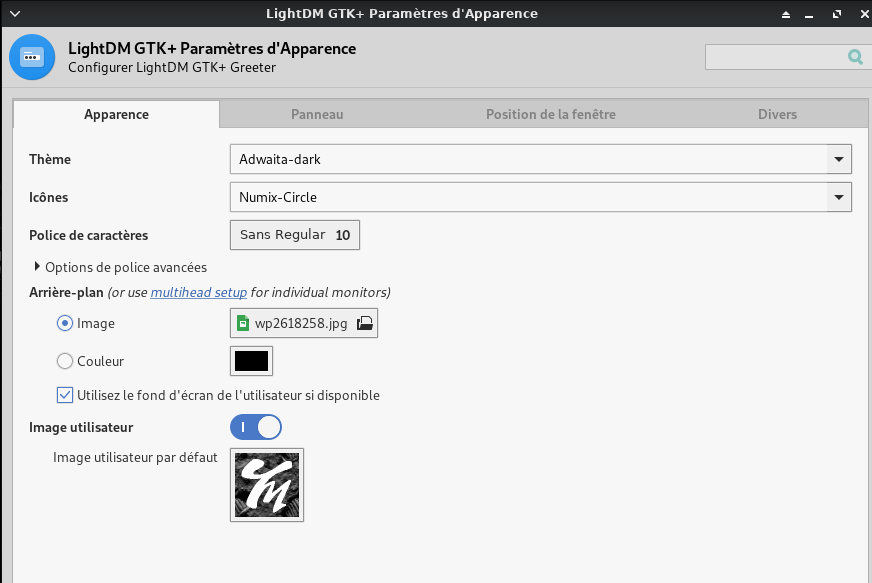 LightDM GTK+ Paramètres d'Apparence
LightDM GTK+ Paramètres d'Apparence
Configurer LightDM GTK+ Greeter
Apparence Panneau Position de la fenêtre Divers
Thème Adwaita-dark
Icônes Numix-Circle
Police de caractères Sans Regular 10
Options de police avancées
Arrière-plan (or use multihead setup for individual monitors)
Image wp2618258.jpg
Couleur
Utilisez le fond d'écran de l'utilisateur si disponible
Image utilisateur
Image utilisateur par défaut